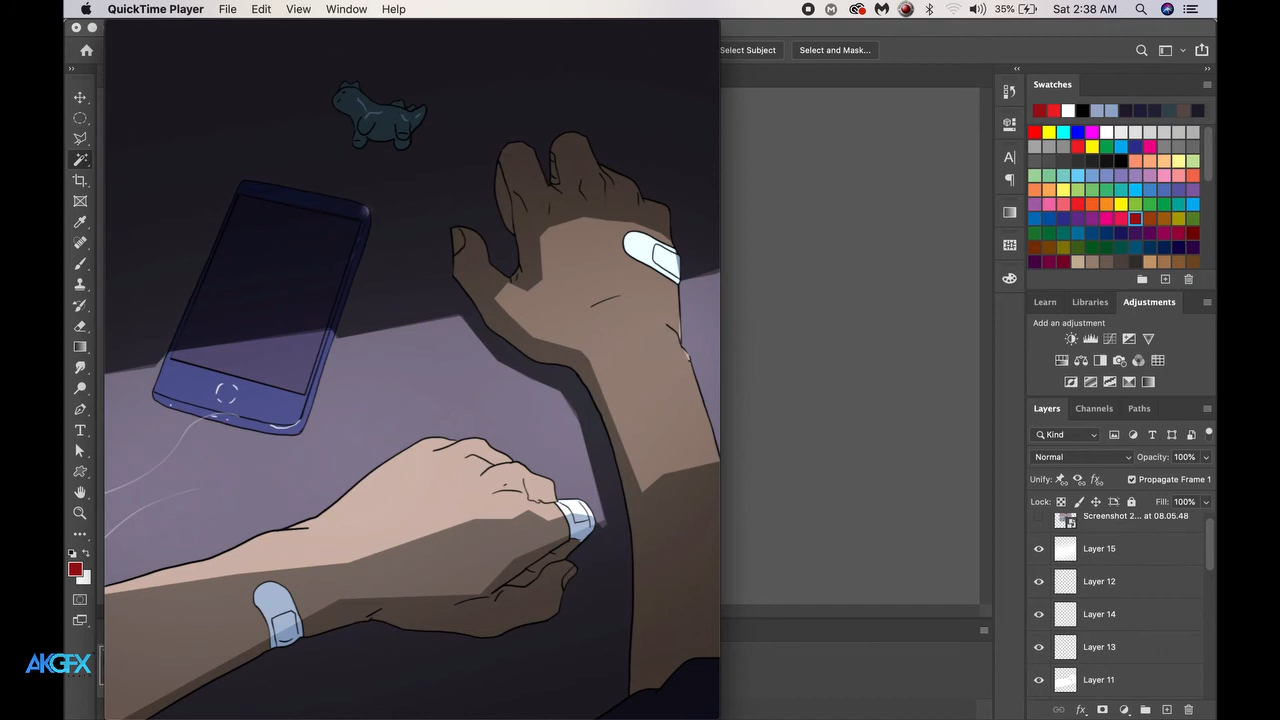 QuickTime Player File Edit View Window Help
35% Sat 2:38 AM
Select Subject Select and Mask...
Swatches
Learn Libraries Adjustments
Add an adjustment
Layers Channels Paths
Kind
Normal Opacity: 100%
Unify: Propagate Frame 1
Lock: Fill: 100%
Screenshot 2... at 08.05.48
Layer 15
Layer 12
Layer 14
Layer 13
Layer 11
AKGFX